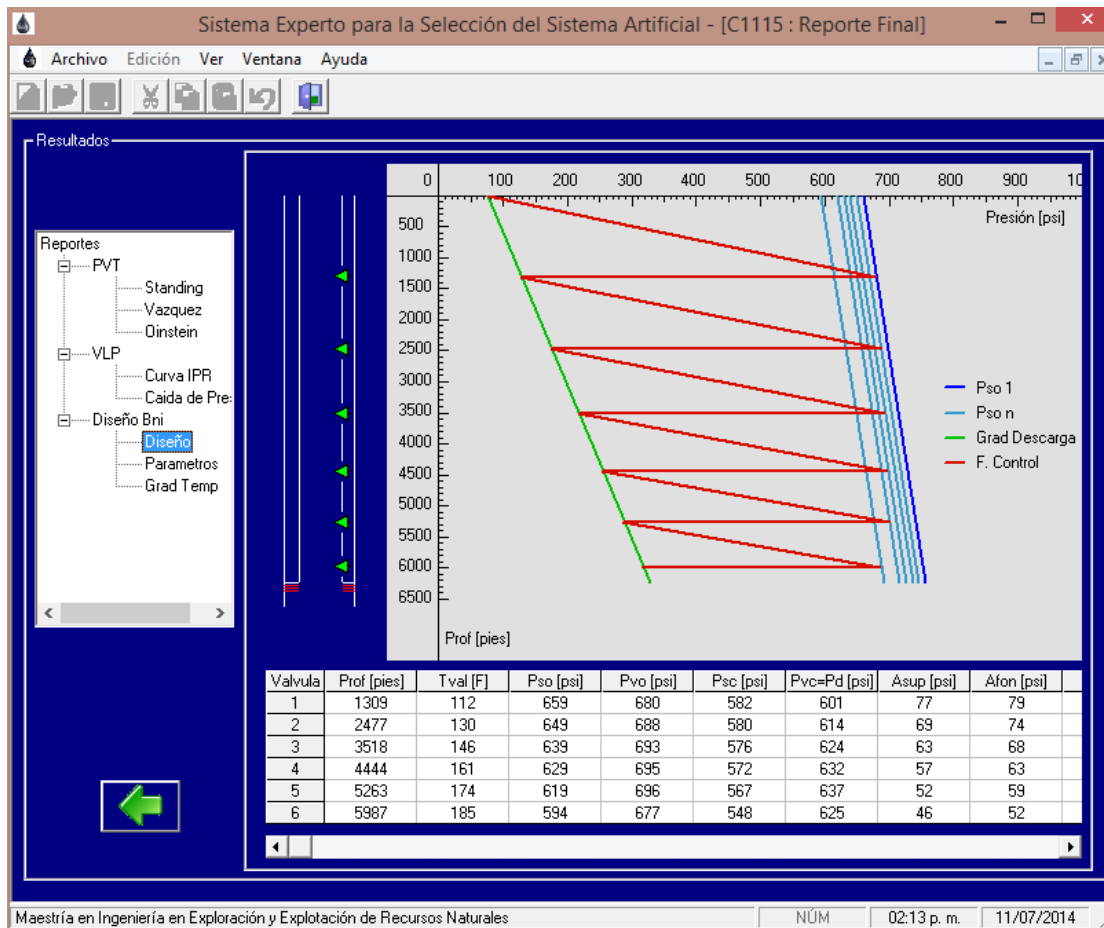 Sistema Experto para la Selección del Sistema Artificial - [C1115 : Reporte Final]
Archivo Edición Ver Ventana Ayuda
Resultados
Reportes
PVT
Standing
Vazquez
Oinstein
VLP
Curva IPR
Caida de Pre:
Diseño Bni
Diseño
Parametros
Grad Temp
0 100 200 300 400 500 600 700 800 900 10
Presión [psi]
500
1000
1500
2000
2500
3000
3500
4000
4500
5000
5500
6000
6500
Prof [pies]
Pso 1
Pso n
Grad Descarga
F. Control
Valvula Prof [pies] Tval [F] Pso [psi] Pvo [psi] Psc [psi] Pvc=Pd [psi] Asup [psi] Afon [psi]
1 1309 112 659 680 582 601 77 79
2 2477 130 649 688 580 614 69 74
3 3518 146 639 693 576 624 63 68
4 4444 161 629 695 572 632 57 63
5 5263 174 619 696 567 637 52 59
6 5987 185 594 677 548 625 46 52
Maestría en Ingeniería en Exploración y Explotación de Recursos Naturales NÚM 02:13 p. m. 11/07/2014